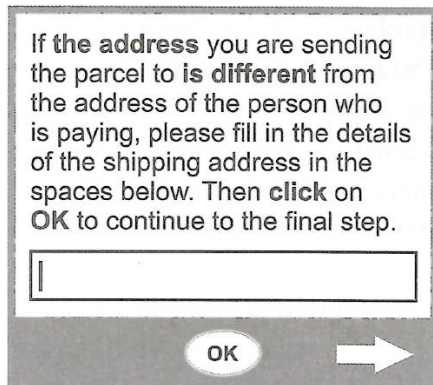 If the address you are sending
the parcel to is different from
the address of the person who
is paying, please fill in the details
of the shipping address in the
spaces below. Then click on
OK to continue to the final step.
OK